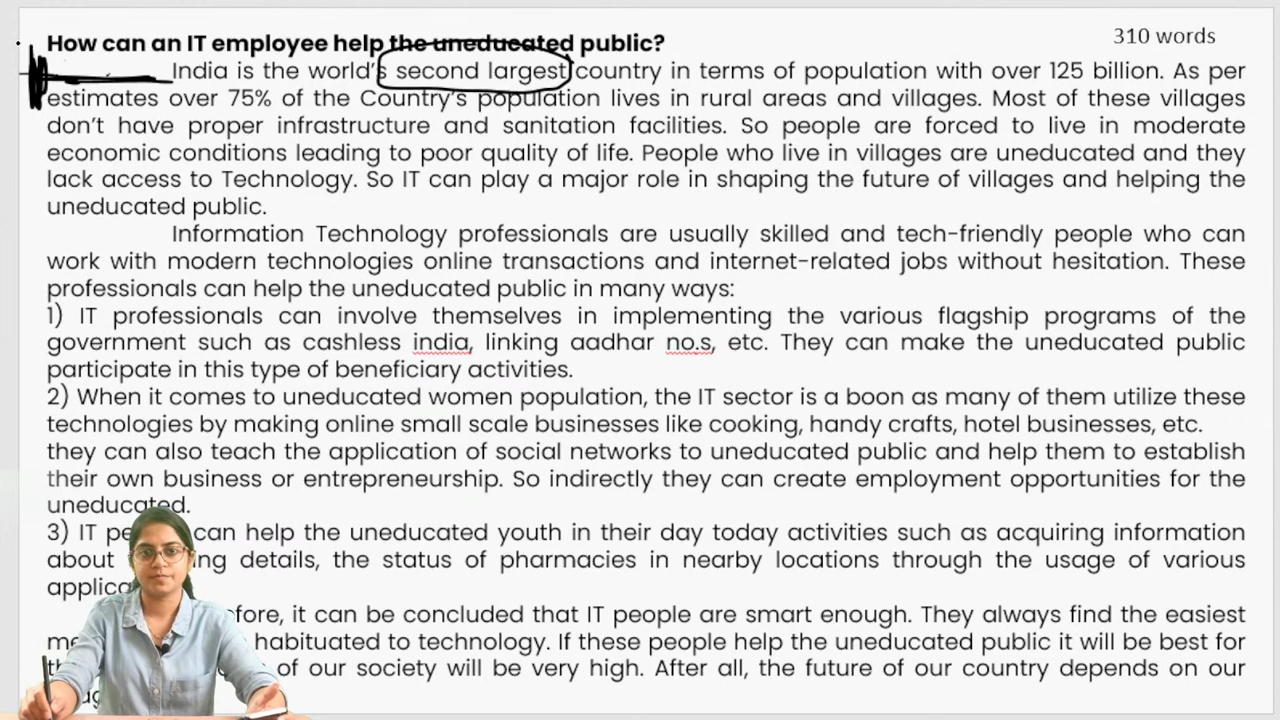 How can an IT employee help the uneducated public?
310 words
India is the world's second largest country in terms of population with over 125 billion. As per
estimates over 75% of the Country's population lives in rural areas and villages. Most of these villages
don't have proper infrastructure and sanitation facilities. So people are forced to live in moderate
economic conditions leading to poor quality of life. People who live in villages are uneducated and they
lack access to Technology. So IT can play a major role in shaping the future of villages and helping the
uneducated public.
Information Technology professionals are usually skilled and tech-friendly people who can
work with modern technologies online transactions and internet-related jobs without hesitation. These
professionals can help the uneducated public in many ways:
1) IT professionals can involve themselves in implementing the various flagship programs of the
government such as cashless india, linking aadhar no.s, etc. They can make the uneducated public
participate in this type of beneficiary activities.
2) When it comes to uneducated women population, the IT sector is a boon as many of them utilize these
technologies by making online small scale businesses like cooking, handy crafts, hotel businesses, etc.
they can also teach the application of social networks to uneducated public and help them to establish
their own business or entrepreneurship. So indirectly they can create employment opportunities for the
uneducated.
3) IT can help the uneducated youth in their day today activities such as acquiring information
about details, the status of pharmacies in nearby locations through the usage of various
it can be concluded that IT people are smart enough. They always find the easiest
habituated to technology. If these people help the uneducated public it will be best for
of our society will be very high. After all, the future of our country depends on our